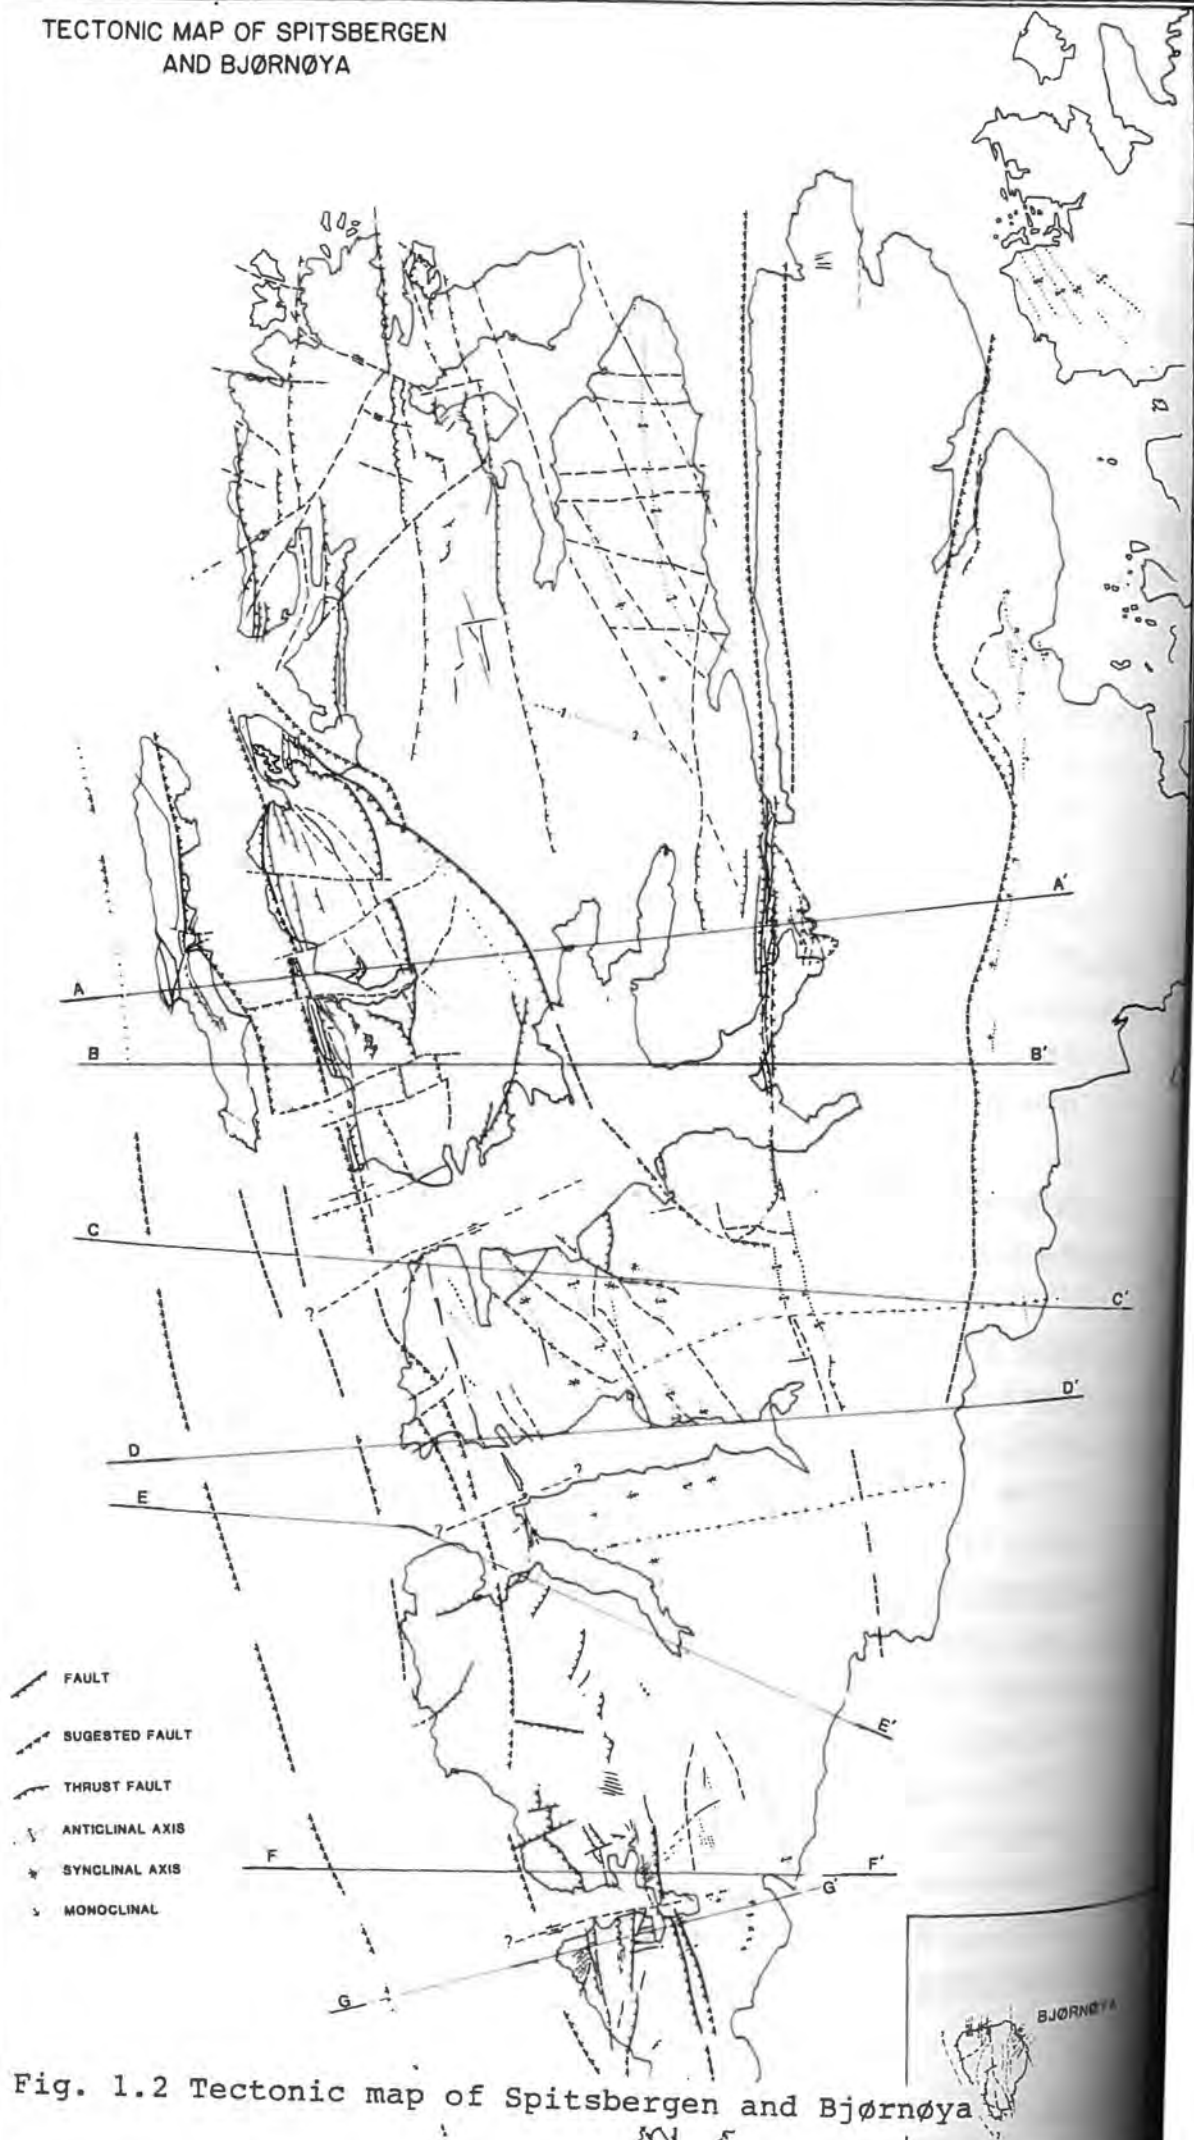 TECTONIC MAP OF SPITSBERGEN
AND BJØRNØYA
A'
A
B
B'
C
C'
?
D'
D
E
?
?
E'
FAULT
SUGESTED FAULT
THRUST FAULT
ANTICLINAL AXIS
SYNCLINAL AXIS
MONOCLINAL
F
F'
G'
?
G
BJØRNØYA
Fig. 1.2 Tectonic map of Spitsbergen and Bjørnøya